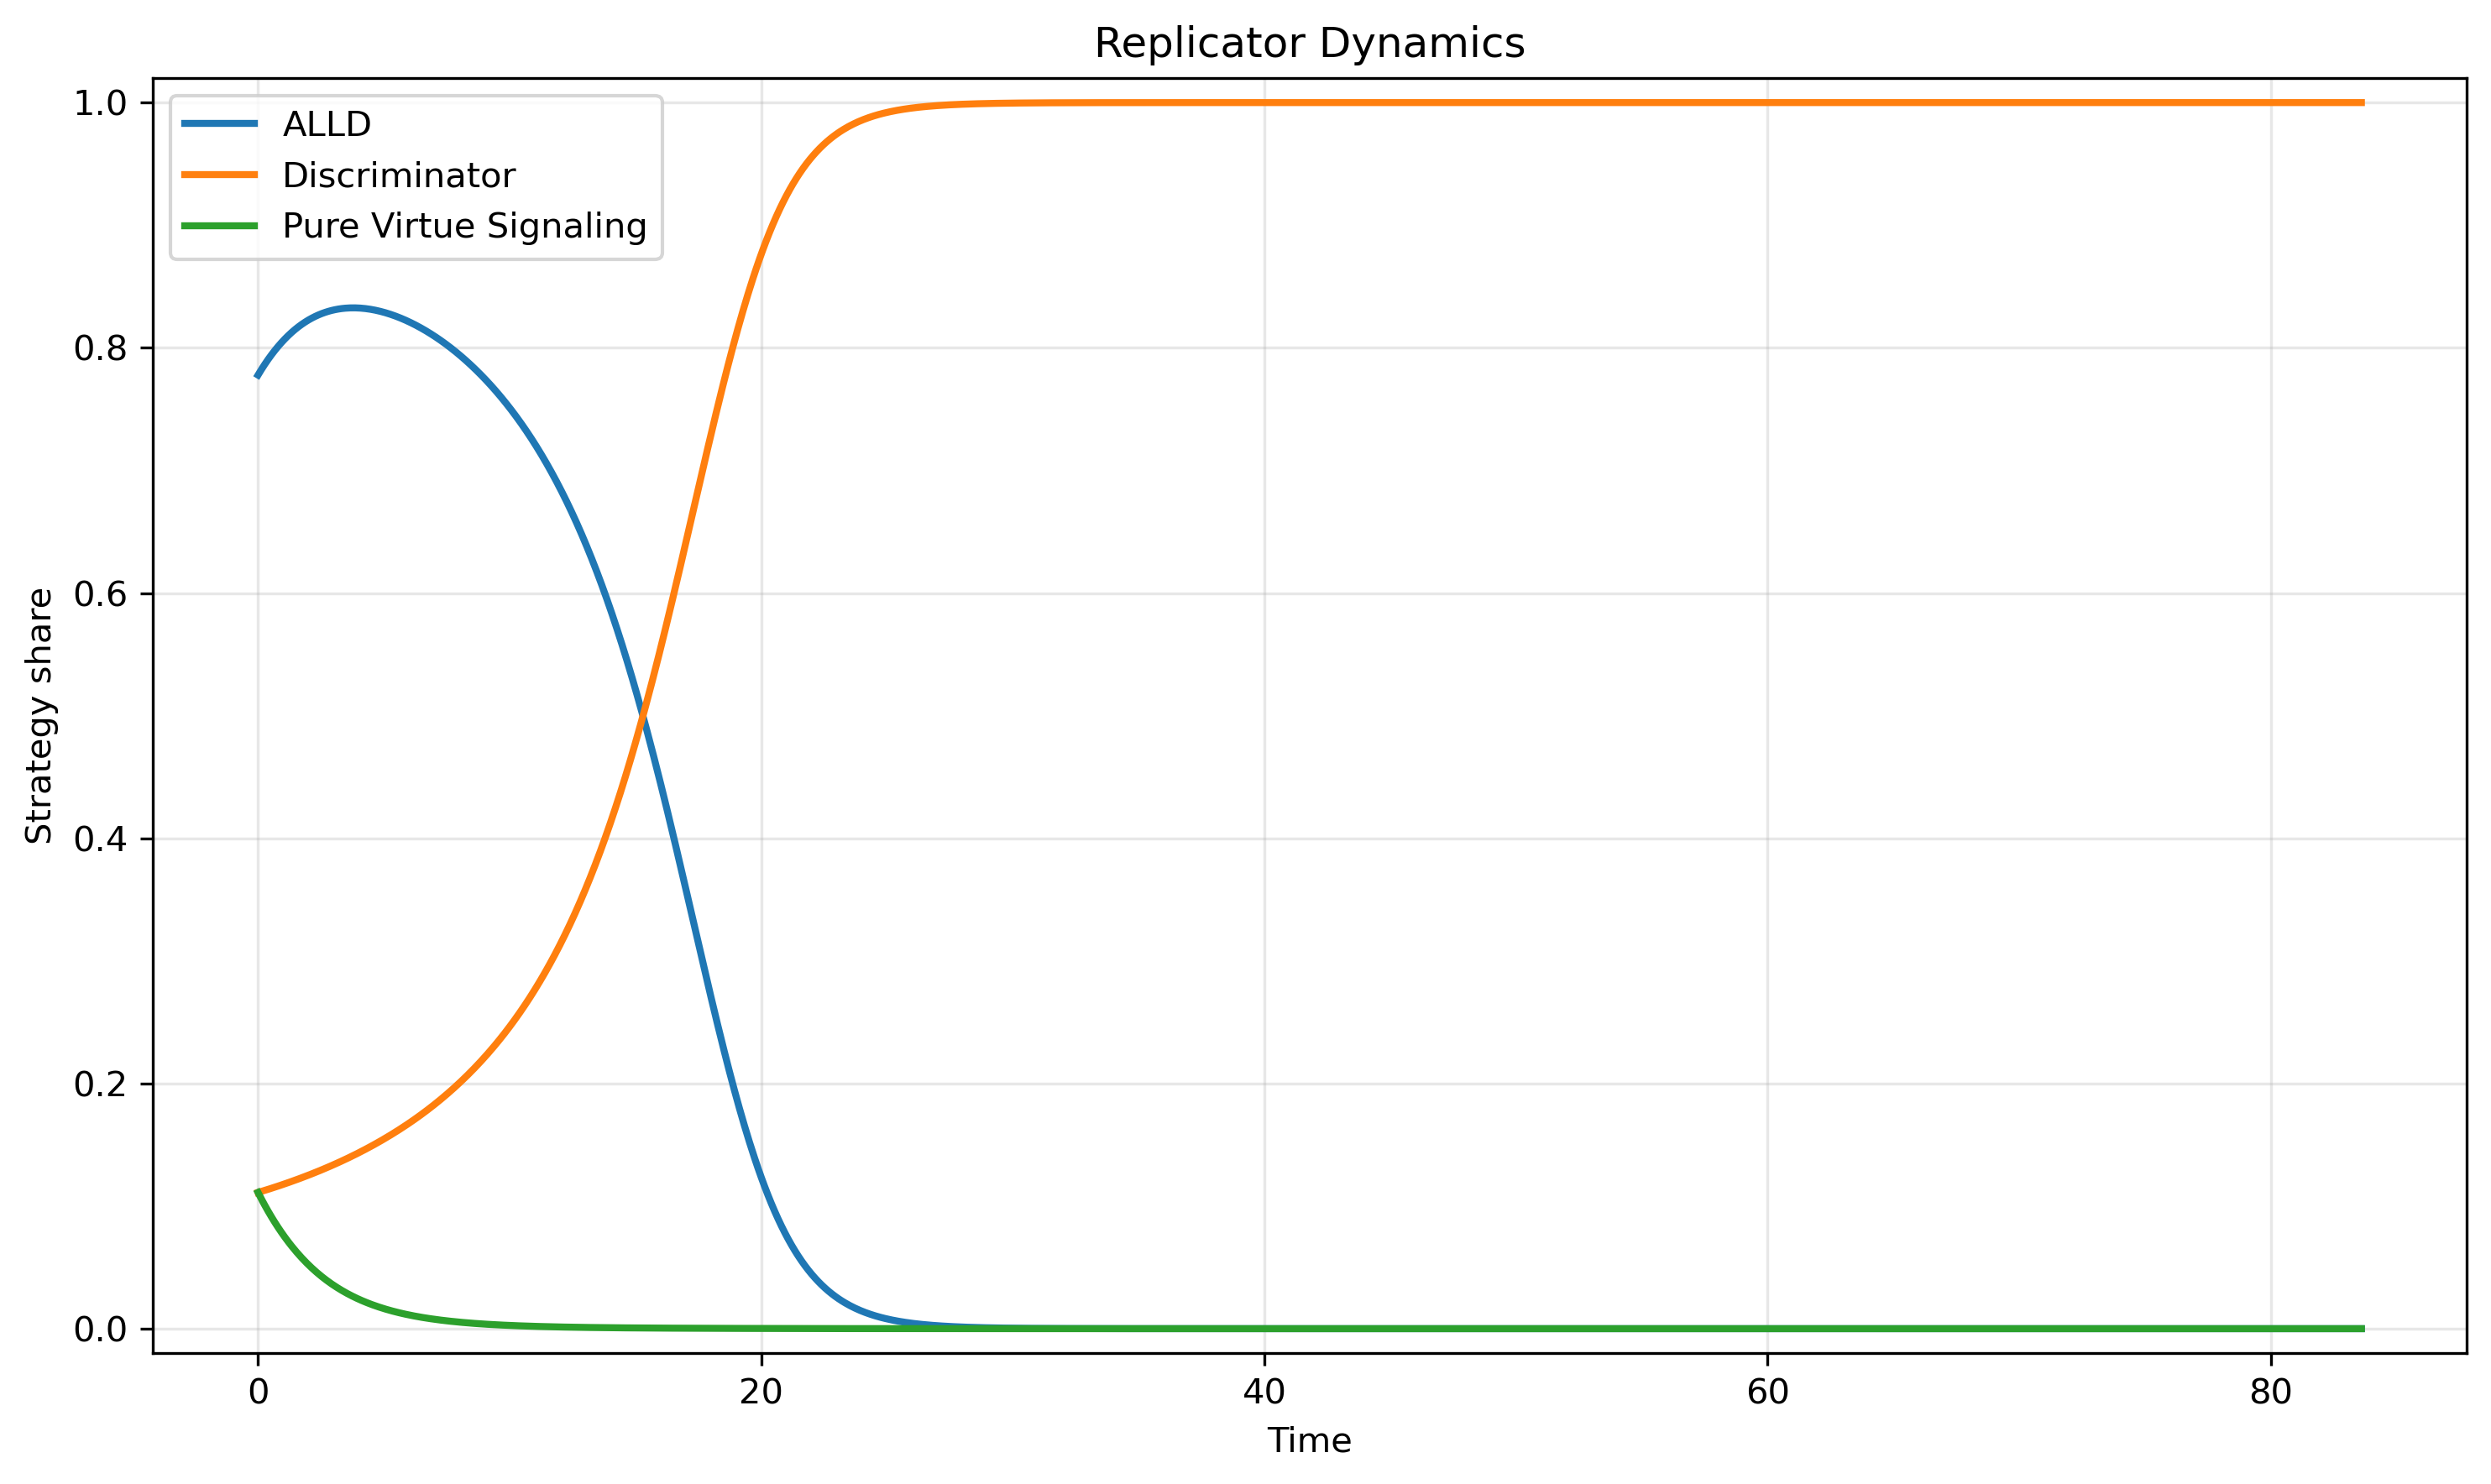 Replicator Dynamics
ALLD
Discriminator
Pure Virtue Signaling
Strategy share
1.0
0.8
0.6
0.4
0.2
0.0
0 20 40 60 80
Time